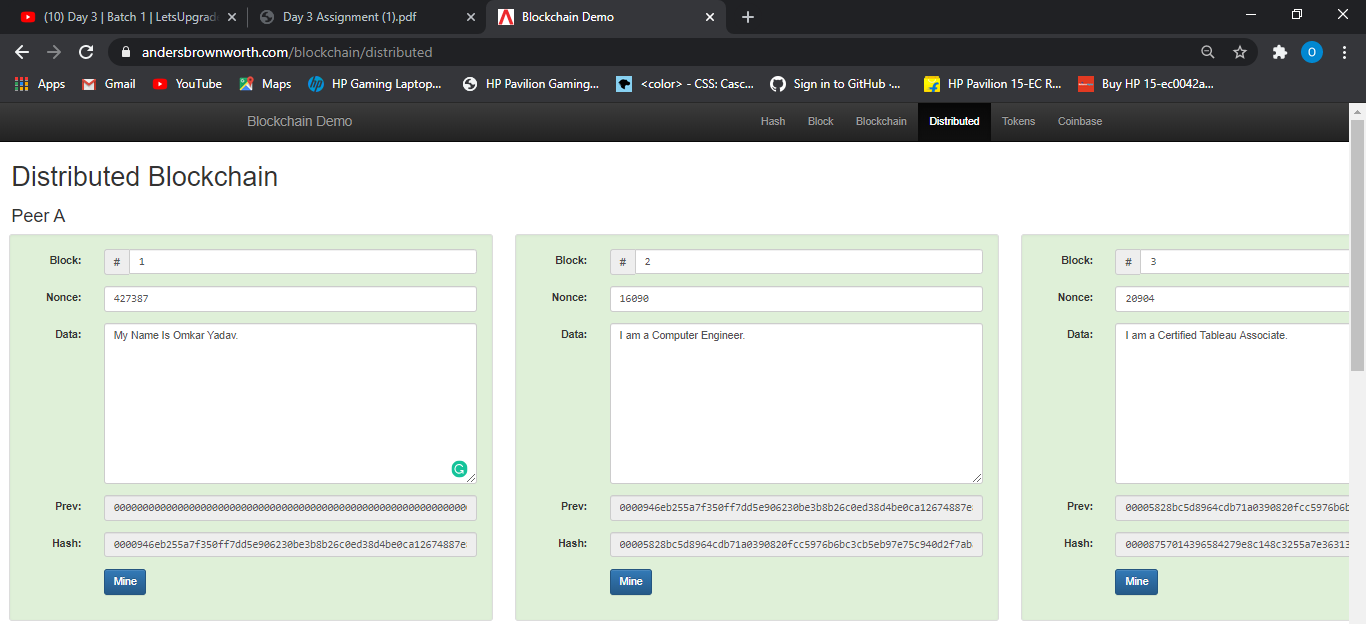 (10) Day 3 | Batch 1 | LetsUpgrad
Day 3 Assignment (1).pdf
Blockchain Demo
andersbrownworth.com/blockchain/distributed
O
Apps
Gmail
YouTube
Maps
HP Gaming Laptop...
HP Pavilion Gaming...
<color> - CSS: Casc...
Sign in to GitHub ·...
HP Pavilion 15-EC R...
Buy HP 15-ec0042a...
Blockchain Demo
Hash
Block
Blockchain
Distributed
Tokens
Coinbase
Distributed Blockchain
Peer A
Block:
# 1
Nonce:
427387
Data:
My Name Is Omkar Yadav.
Prev:
0000000000000000000000000000000000000000000000000000000000
Hash:
0000946eb255a7f350ff7dd5e906230be3b8b26c0ed38d4be0ca12674887e
Mine
Block:
# 2
Nonce:
16090
Data:
I am a Computer Engineer.
Prev:
0000946eb255a7f350ff7dd5e906230be3b8b26c0ed38d4be0ca12674887e
Hash:
00005828bc5d8964cdb71a0390820fcc5976b6bc3cb5eb97e75c940d2f7ab
Mine
Block:
# 3
Nonce:
20904
Data:
I am a Certified Tableau Associate.
Prev:
00005828bc5d8964cdb71a0390820fcc5976b6b
Hash:
00008757014396584279e8c148c3255a7e36313
Mine